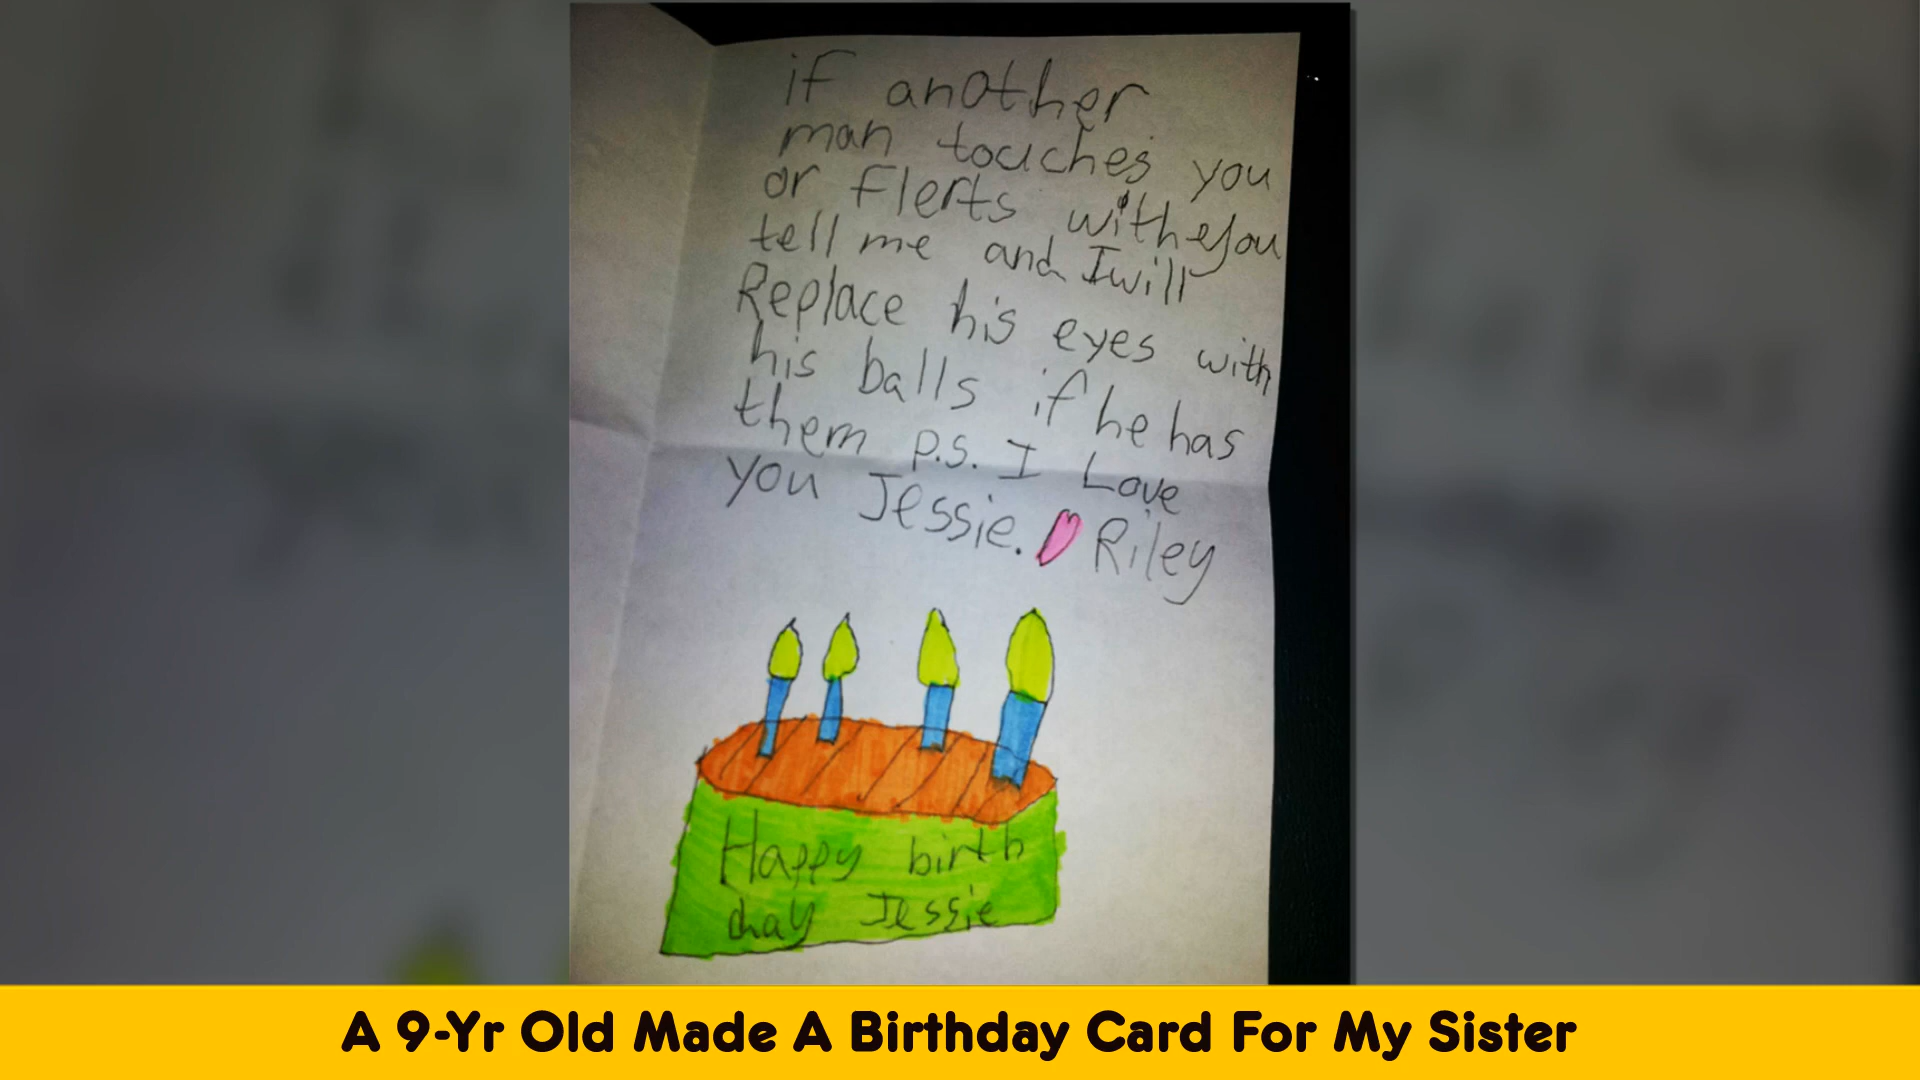 if another
man touches you
or flerts with you
tell me and I will
Replace his eyes with
his balls if he has
them p.s. I Love
you Jessie. Riley
Happy birth
day Jessie
A 9-Yr Old Made A Birthday Card For My Sister